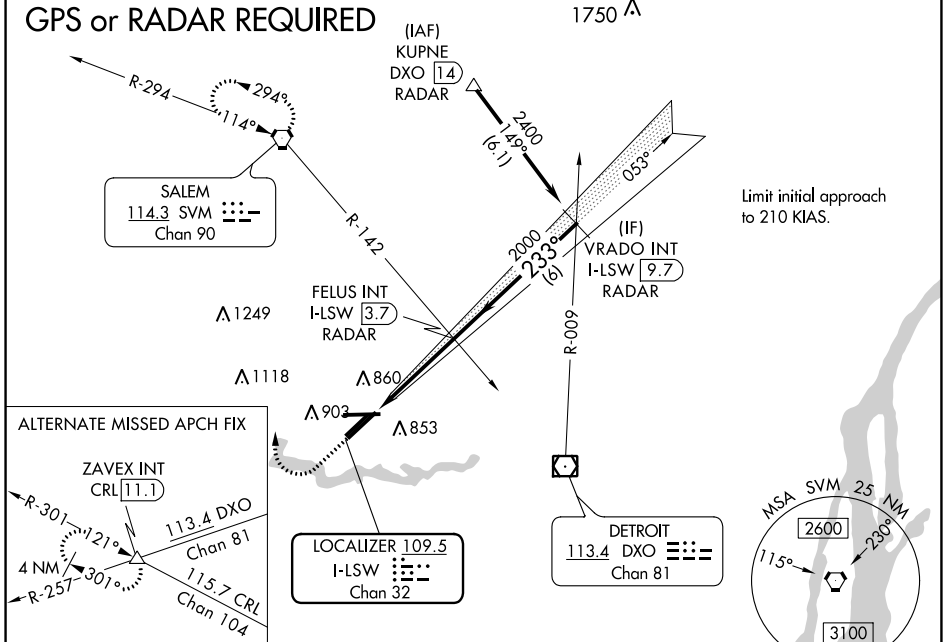 GPS or RADAR REQUIRED
1750
(IAF)
KUPNE
DXO 14
RADAR
R-294
294°
114°
2400
149°
(6.1)
053°
SALEM
114.3 SVM
Chan 90
Limit initial approach
to 210 KIAS.
R-142
2000
233°
(6)
(IF)
VRADO INT
I-LSW 9.7
RADAR
FELUS INT
I-LSW 3.7
RADAR
R-009
1249
1118
860
903
853
ALTERNATE MISSED APCH FIX
ZAVEX INT
CRL 11.1
R-301
121°
113.4 DXO
Chan 81
4 NM
301°
R-257
115.7 CRL
Chan 104
LOCALIZER 109.5
I-LSW
Chan 32
DETROIT
113.4 DXO
Chan 81
MSA SVM 25 NM
2600
230°
115°
3100